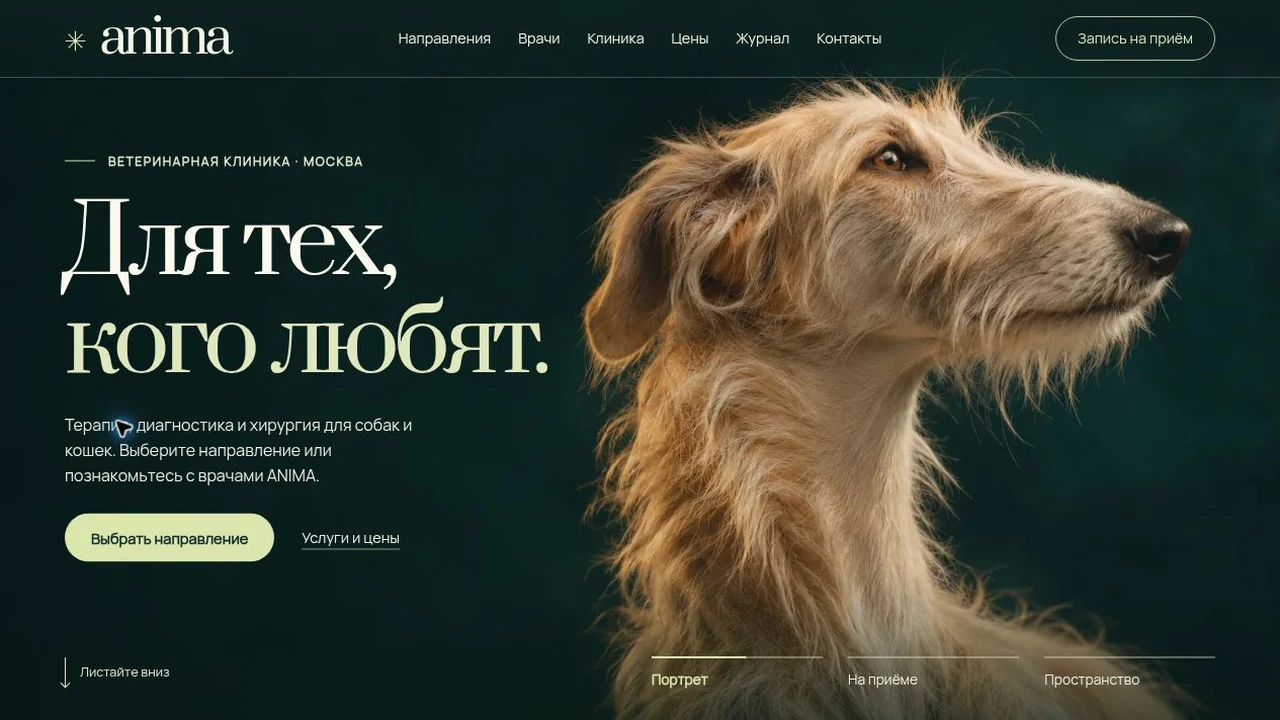 anima
Направления Врачи Клиника Цены Журнал Контакты
Запись на приём
ВЕТЕРИНАРНАЯ КЛИНИКА · МОСКВА
Для тех,
кого любят.
диагностика и хирургия для собак и
кошек. Выберите направление или
познакомьтесь с врачами ANIMA.
Выбрать направление Услуги и цены
Листайте вниз
Портрет На приёме Пространство